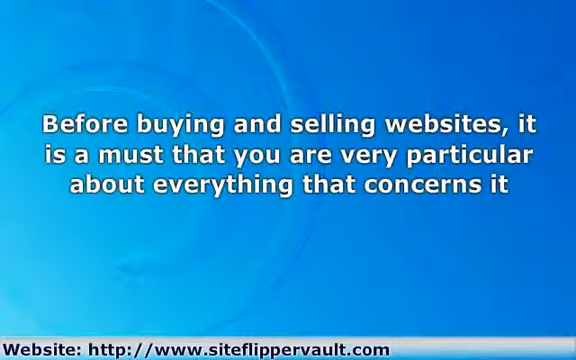 Before buying and selling websites, it
is a must that you are very particular
about everything that concerns it
Website: http://www.siteflippervault.com